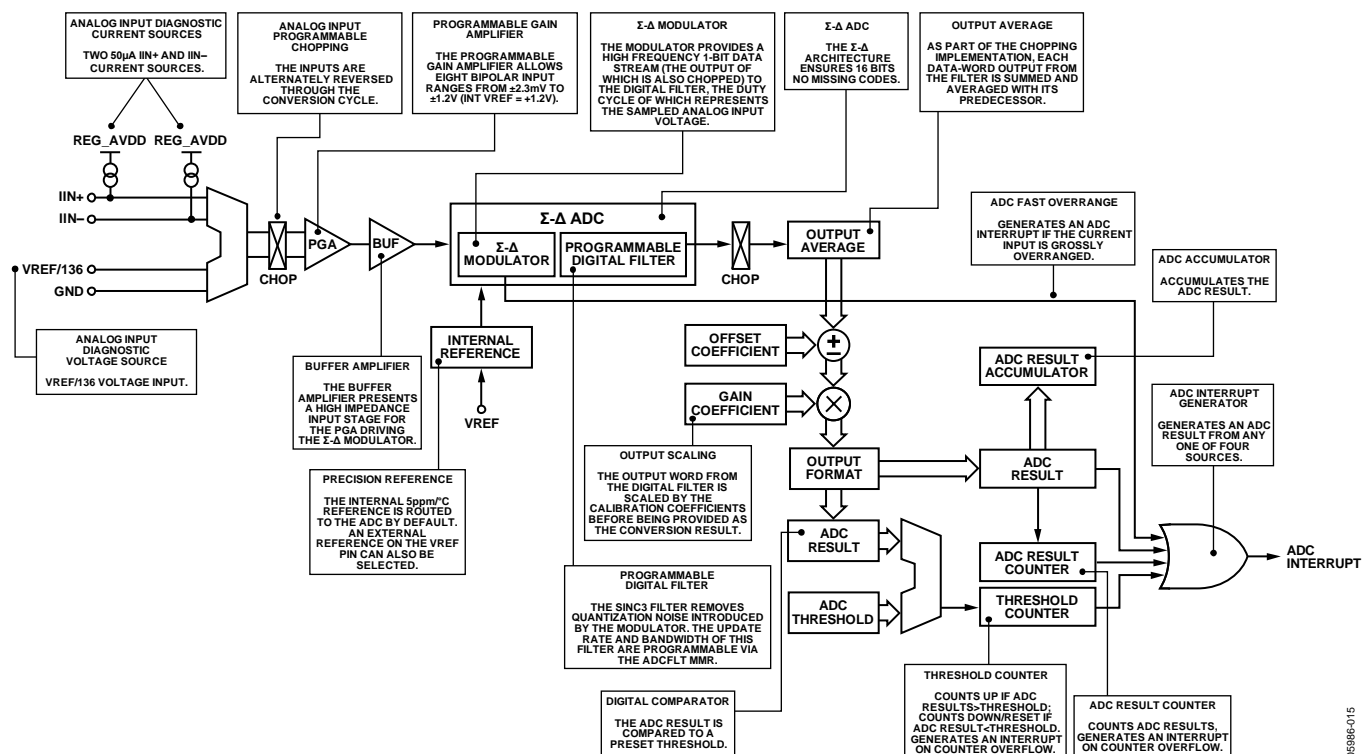 ANALOG INPUT DIAGNOSTIC
CURRENT SOURCES
TWO 50µA IIN+ AND IIN–
CURRENT SOURCES.
ANALOG INPUT
PROGRAMMABLE
CHOPPING
THE INPUTS ARE
ALTERNATELY REVERSED
THROUGH THE
CONVERSION CYCLE.
PROGRAMMABLE GAIN
AMPLIFIER
THE PROGRAMMABLE
GAIN AMPLIFIER ALLOWS
EIGHT BIPOLAR INPUT
RANGES FROM ±2.3mV TO
±1.2V (INT VREF = +1.2V).
Σ-Δ MODULATOR
THE MODULATOR PROVIDES A
HIGH FREQUENCY 1-BIT DATA
STREAM (THE OUTPUT OF
WHICH IS ALSO CHOPPED) TO
THE DIGITAL FILTER, THE DUTY
CYCLE OF WHICH REPRESENTS
THE SAMPLED ANALOG INPUT
VOLTAGE.
Σ-Δ ADC
THE Σ-Δ
ARCHITECTURE
ENSURES 16 BITS
NO MISSING CODES.
OUTPUT AVERAGE
AS PART OF THE CHOPPING
IMPLEMENTATION, EACH
DATA-WORD OUTPUT FROM
THE FILTER IS SUMMED AND
AVERAGED WITH ITS
PREDECESSOR.
REG_AVDD REG_AVDD
IIN+
IIN–
VREF/136
GND
CHOP
PGA
BUF
Σ-Δ ADC
Σ-Δ
MODULATOR
PROGRAMMABLE
DIGITAL FILTER
CHOP
OUTPUT
AVERAGE
ADC FAST OVERRANGE
GENERATES AN ADC
INTERRUPT IF THE CURRENT
INPUT IS GROSSLY
OVERRANGED.
ADC ACCUMULATOR
ACCUMULATES THE
ADC RESULT.
ANALOG INPUT
DIAGNOSTIC
VOLTAGE SOURCE
VREF/136 VOLTAGE INPUT.
BUFFER AMPLIFIER
THE BUFFER
AMPLIFIER PRESENTS
A HIGH IMPEDANCE
INPUT STAGE FOR
THE PGA DRIVING
THE Σ-Δ MODULATOR.
INTERNAL
REFERENCE
VREF
OFFSET
COEFFICIENT
+
–
GAIN
COEFFICIENT
×
ADC RESULT
ACCUMULATOR
ADC INTERRUPT
GENERATOR
GENERATES AN ADC
RESULT FROM ANY
ONE OF FOUR
SOURCES.
PRECISION REFERENCE
THE INTERNAL 5ppm/°C
REFERENCE IS ROUTED
TO THE ADC BY DEFAULT.
AN EXTERNAL
REFERENCE ON THE VREF
PIN CAN ALSO BE
SELECTED.
OUTPUT SCALING
THE OUTPUT WORD FROM
THE DIGITAL FILTER IS
SCALED BY THE
CALIBRATION COEFFICIENTS
BEFORE BEING PROVIDED AS
THE CONVERSION RESULT.
OUTPUT
FORMAT
ADC
RESULT
ADC
RESULT
ADC RESULT
COUNTER
ADC
INTERRUPT
PROGRAMMABLE
DIGITAL FILTER
THE SINC3 FILTER REMOVES
QUANTIZATION NOISE INTRODUCED
BY THE MODULATOR. THE UPDATE
RATE AND BANDWIDTH OF THIS
FILTER ARE PROGRAMMABLE VIA
THE ADCFLT MMR.
ADC
THRESHOLD
THRESHOLD
COUNTER
DIGITAL COMPARATOR
THE ADC RESULT IS
COMPARED TO A
PRESET THRESHOLD.
THRESHOLD COUNTER
COUNTS UP IF ADC
RESULTS>THRESHOLD;
COUNTS DOWN/RESET IF
ADC RESULT<THRESHOLD.
GENERATES AN INTERRUPT
ON COUNTER OVERFLOW.
ADC RESULT COUNTER
COUNTS ADC RESULTS,
GENERATES AN INTERRUPT
ON COUNTER OVERFLOW.
05986-015